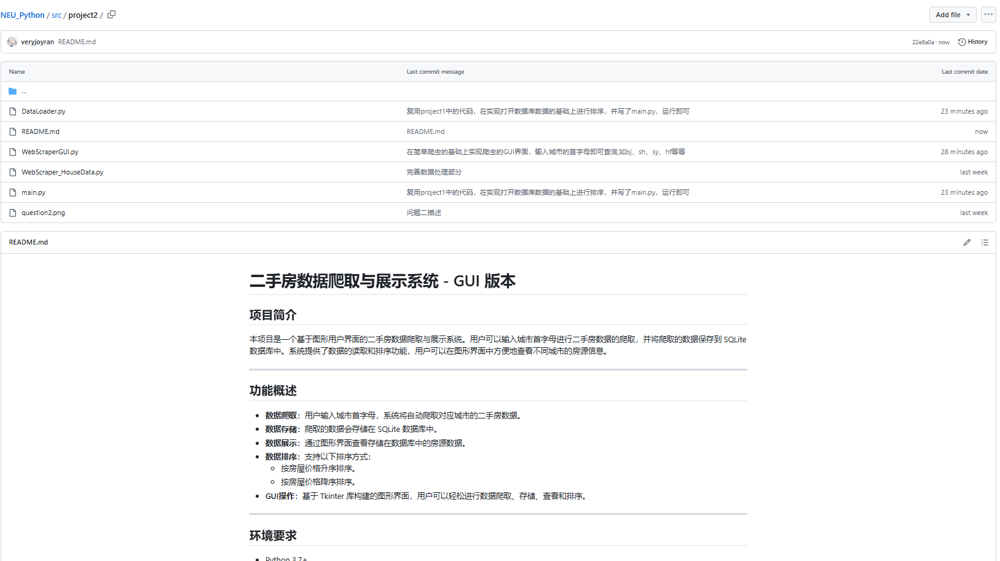 NEU_Python / src / project2 /
Add file
veryjoyran README.md
22e8a0a · now
History
Name Last commit message Last commit date
..
DataLoader.py 复用project1中的代码，在实现打开数据库数据的基础上进行排序，并写了main.py，运行即可 23 minutes ago
README.md README.md now
WebScraperGUI.py 在简单爬虫的基础上实现爬虫的GUI界面，输入城市的首字母即可查询,如bj、sh、sy、hf等等 28 minutes ago
WebScraper_HouseData.py 完善数据处理部分 last week
main.py 复用project1中的代码，在实现打开数据库数据的基础上进行排序，并写了main.py，运行即可 23 minutes ago
question2.png 问题二描述 last week
README.md
二手房数据爬取与展示系统 - GUI 版本
项目简介
本项目是一个基于图形用户界面的二手房数据爬取与展示系统。用户可以输入城市首字母进行二手房数据的爬取，并将爬取的数据保存到 SQLite
数据库中。系统提供了数据的读取和排序功能，用户可以在图形界面中方便地查看不同城市的房源信息。
功能概述
数据爬取：用户输入城市首字母，系统将自动爬取对应城市的二手房数据。
数据存储：爬取的数据会存储在 SQLite 数据库中。
数据展示：通过图形界面查看存储在数据库中的房源数据。
数据排序：支持以下排序方式：
按房屋价格升序排序。
按房屋价格降序排序。
GUI操作：基于 Tkinter 库构建的图形界面，用户可以轻松进行数据爬取、存储、查看和排序。
环境要求
Python 3.7+